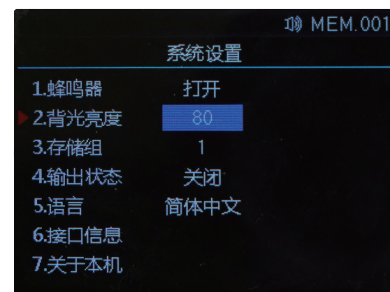 MEM.001
系统设置
1.蜂鸣器 打开
2.背光亮度 80
3.存储组 1
4.输出状态 关闭
5.语言 简体中文
6.接口信息
7.关于本机